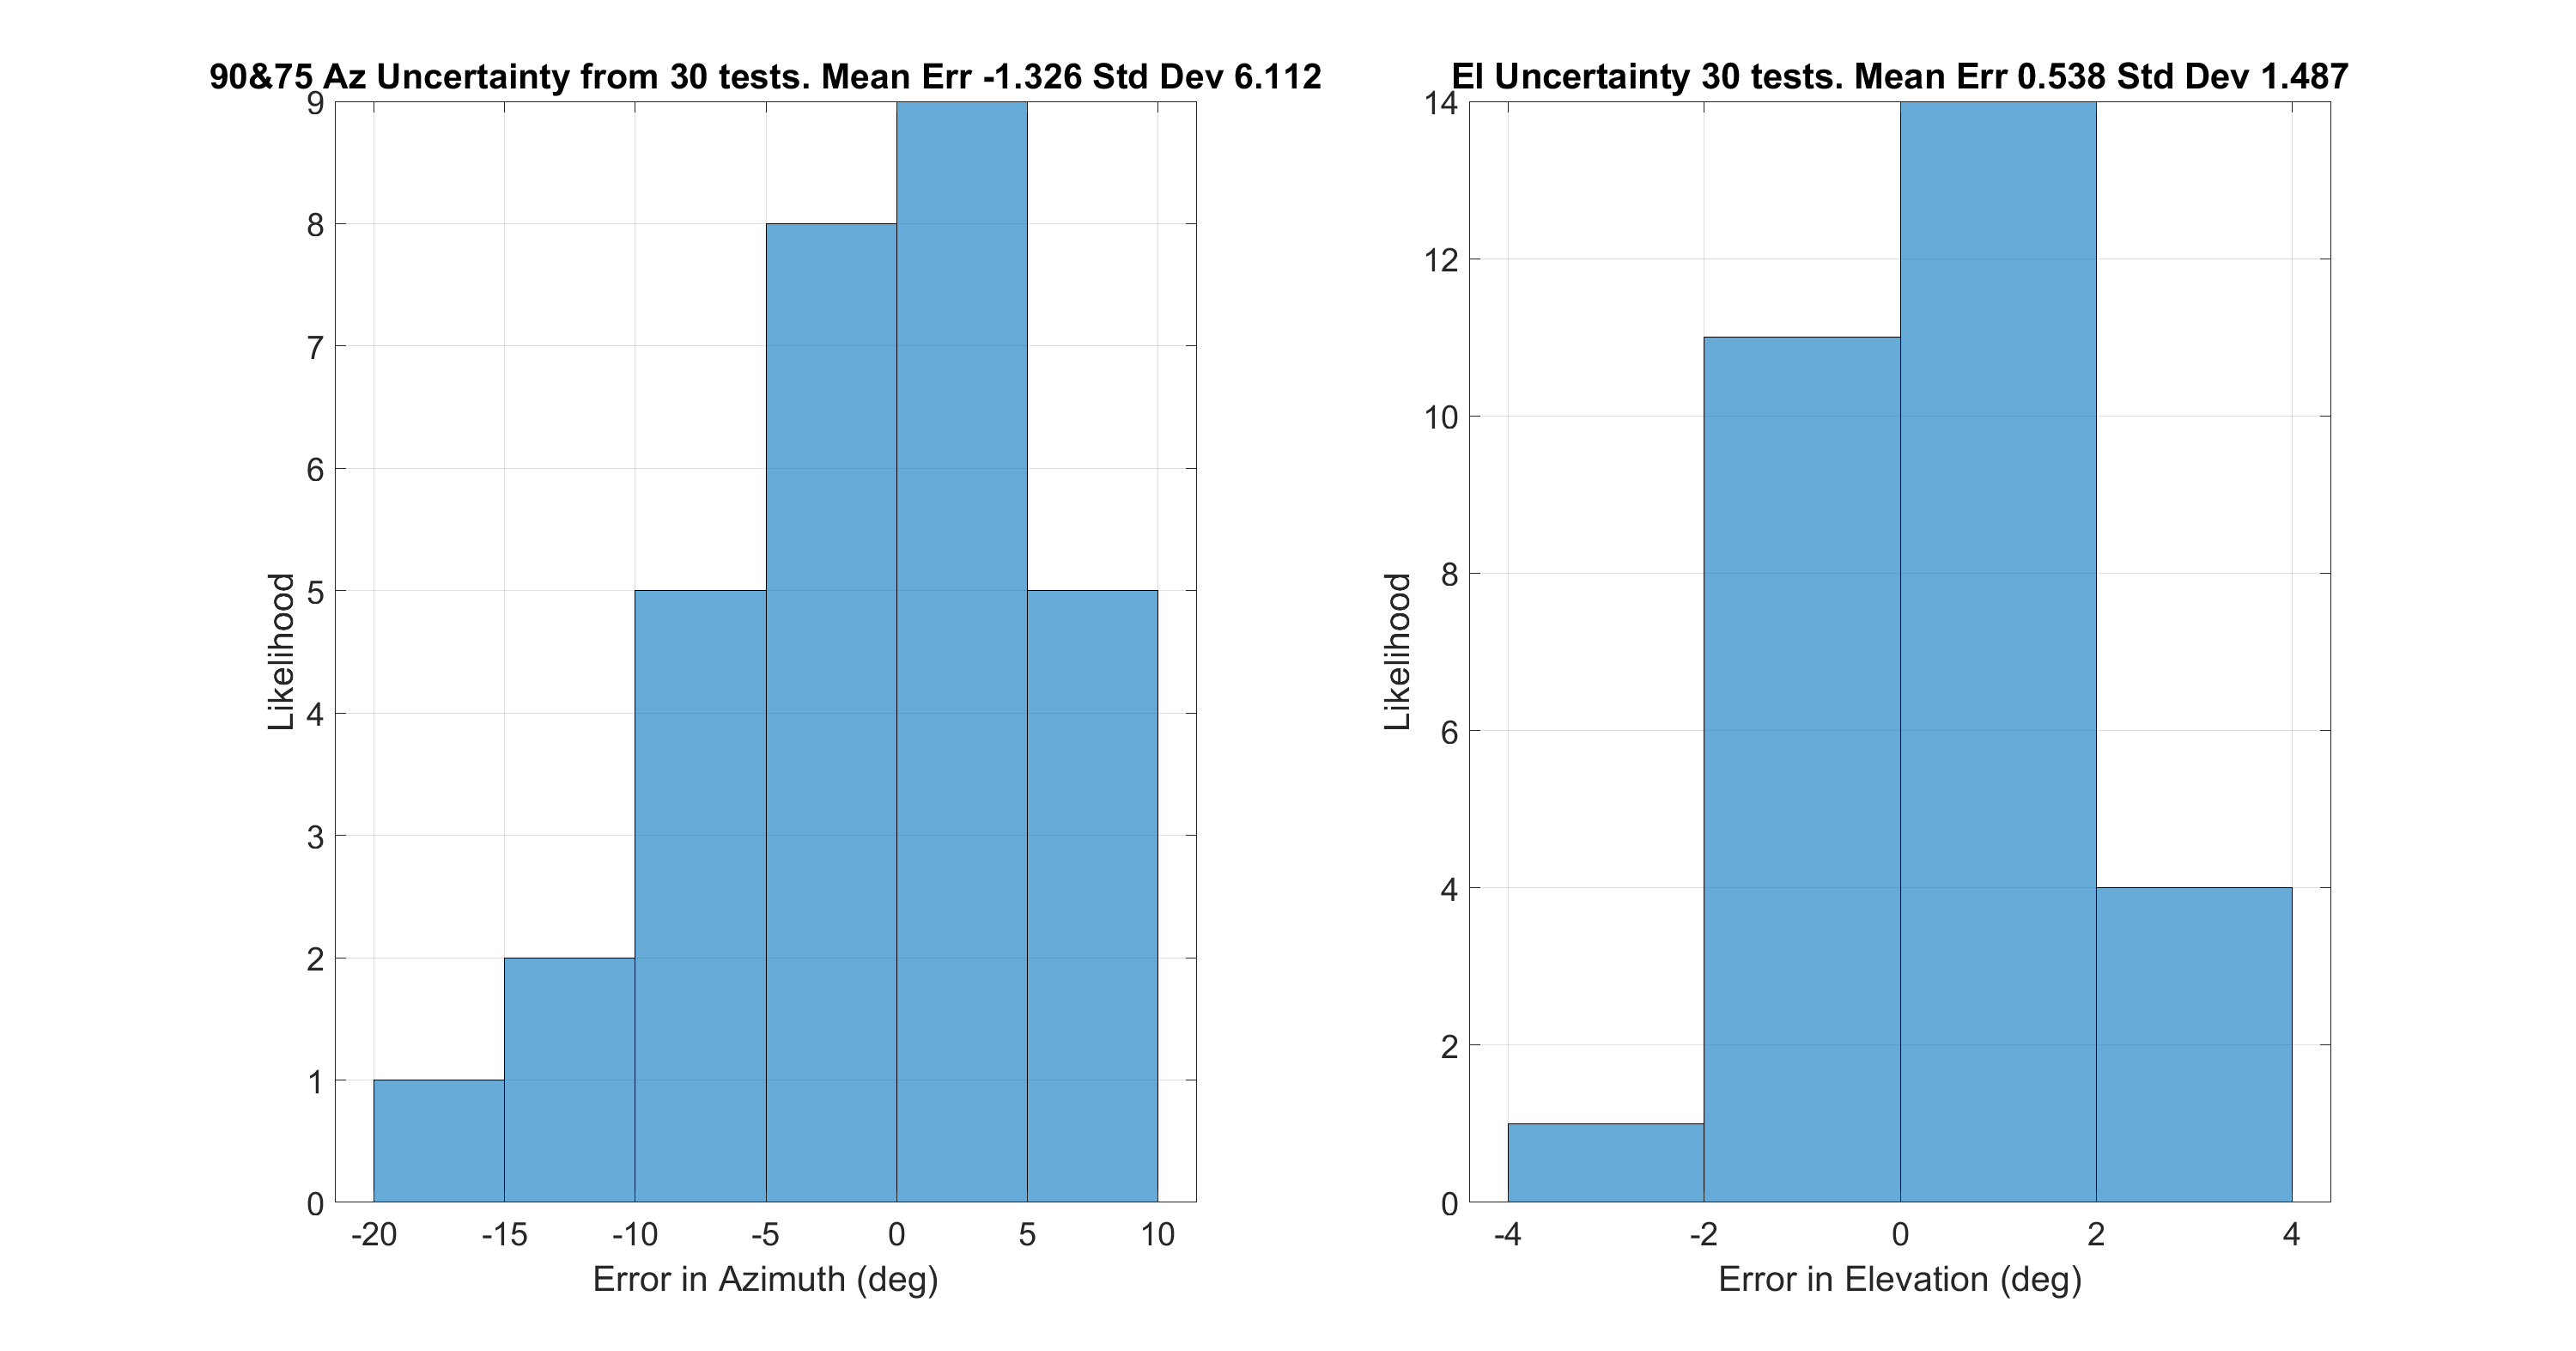 90&75 Az Uncertainty from 30 tests. Mean Err -1.326 Std Dev 6.112
9
8
7
6
5
4
3
2
1
0
Likelihood
-20 -15 -10 -5 0 5 10
Error in Azimuth (deg)
El Uncertainty 30 tests. Mean Err 0.538 Std Dev 1.487
14
12
10
8
6
4
2
0
Likelihood
-4 -2 0 2 4
Error in Elevation (deg)